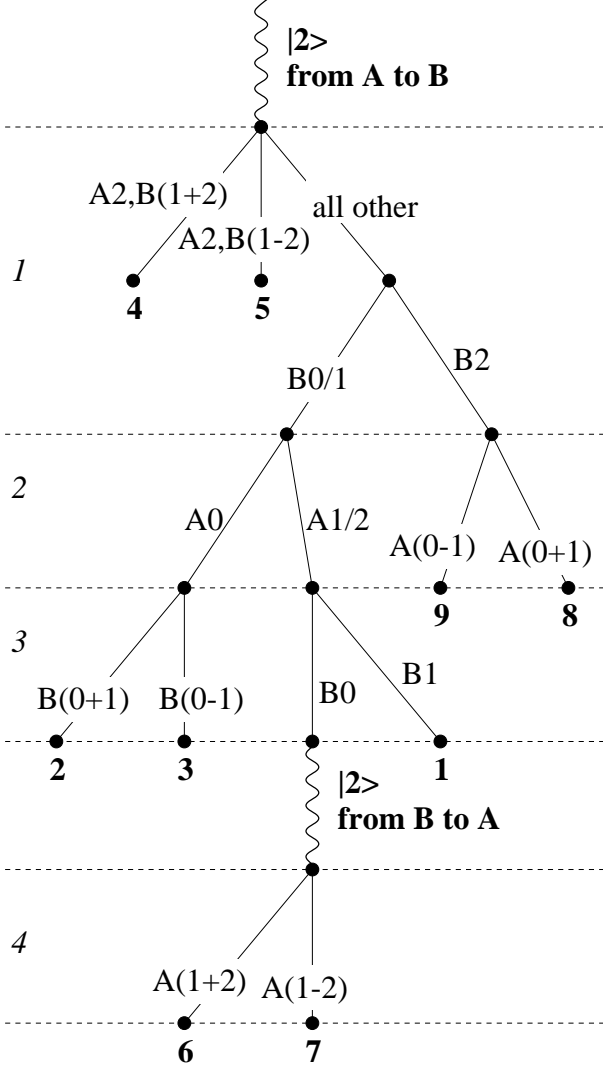 |2>
from A to B
A2,B(1+2)
all other
A2,B(1-2)
1
4
5
B2
B0/1
2
A0
A1/2
A(0-1)
A(0+1)
9
8
3
B1
B(0+1)
B(0-1)
B0
2
3
1
|2>
from B to A
4
A(1+2)
A(1-2)
6
7